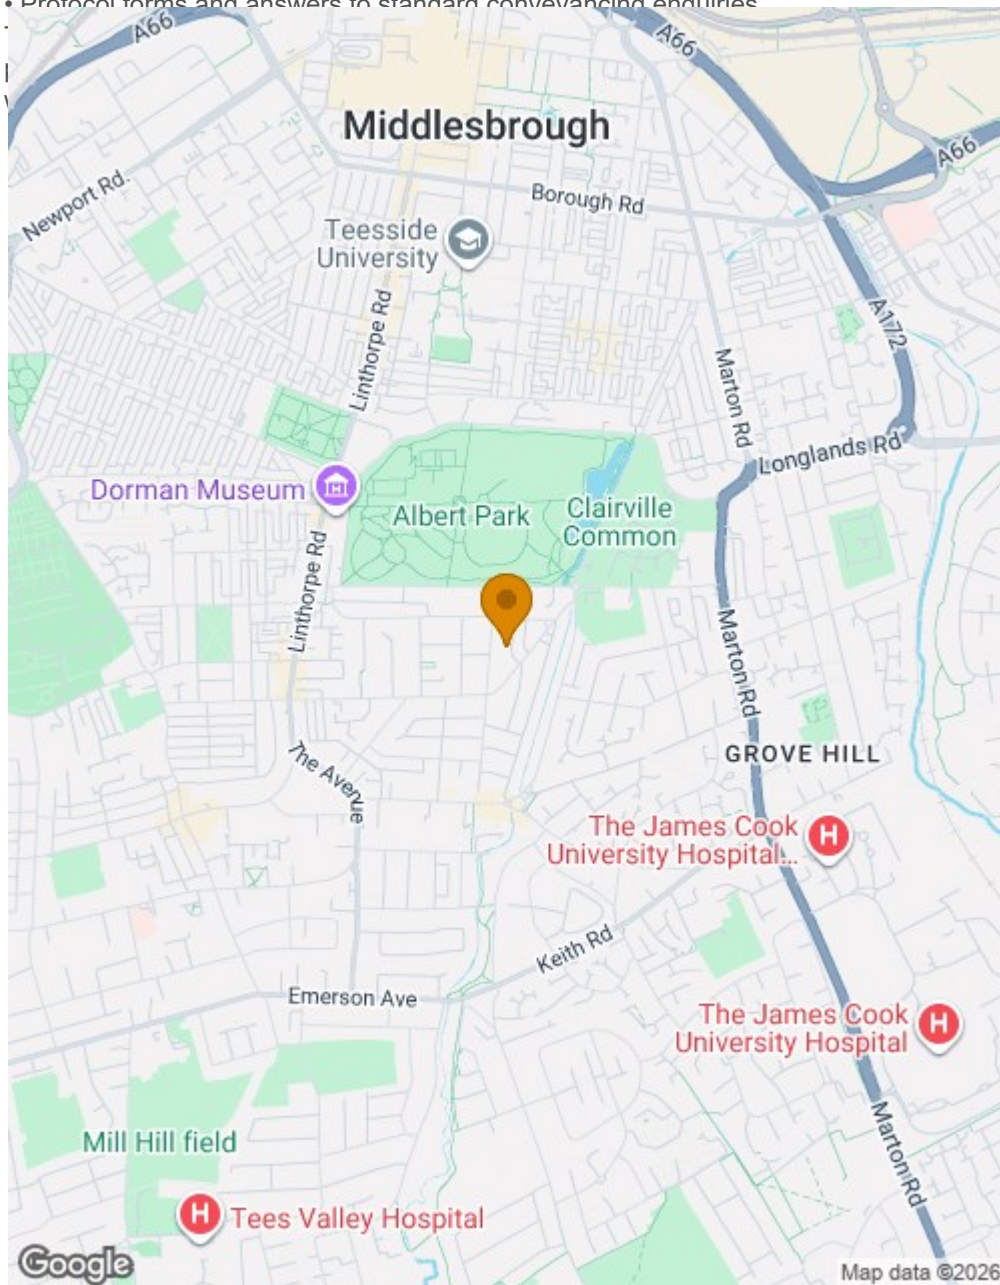 • Protocol forms and answers to standard conveyancing enquiries
A66
A66
Middlesbrough
A66
Newport Rd.
Borough Rd
Teesside
University
Linthorpe Rd
A172
Marton Rd
Longlands Rd
Dorman Museum
Albert Park
Clairville
Common
Linthorpe Rd
Marton Rd
The Avenue
GROVE HILL
The James Cook
University Hospital...
Keith Rd
Emerson Ave
The James Cook
University Hospital
Marton Rd
Mill Hill field
Tees Valley Hospital
Google
Map data ©2026